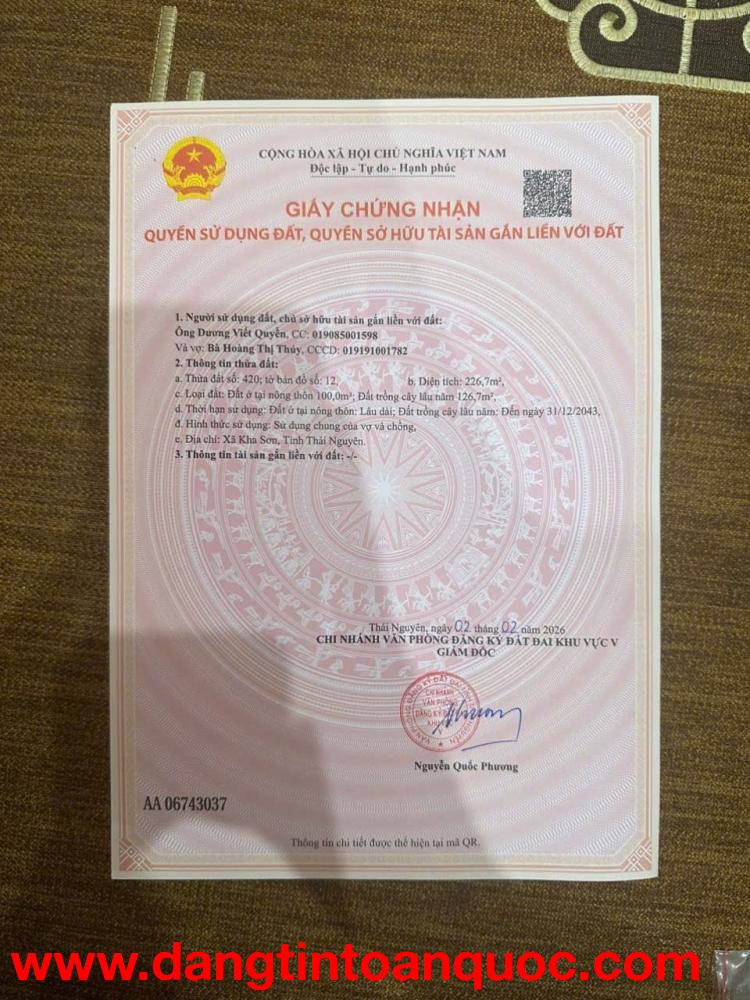 CỘNG HÒA XÃ HỘI CHỦ NGHĨA VIỆT NAM
Độc lập - Tự do - Hạnh phúc
GIẤY CHỨNG NHẬN
QUYỀN SỬ DỤNG ĐẤT, QUYỀN SỞ HỮU TÀI SẢN GẮN LIỀN VỚI ĐẤT
1. Người sử dụng đất, chủ sở hữu tài sản gắn liền với đất:
Ông Dương Viết Quyền, CC: 019085001598
Và vợ: Bà Hoàng Thị Thủy, CCCD: 019191001782
2. Thông tin thửa đất:
a. Thửa đất số: 420; tờ bản đồ số: 12, b. Diện tích: 226,7m²,
c. Loại đất: Đất ở tại nông thôn 100,0m²; Đất trồng cây lâu năm 126,7m²,
d. Thời hạn sử dụng: Đất ở tại nông thôn: Lâu dài; Đất trồng cây lâu năm: Đến ngày 31/12/2043,
đ. Hình thức sử dụng: Sử dụng chung của vợ và chồng,
e. Địa chỉ: Xã Kha Sơn, Tỉnh Thái Nguyên.
3. Thông tin tài sản gắn liền với đất: -/-
Thái Nguyên, ngày 02 tháng 02 năm 2026
CHI NHÁNH VĂN PHÒNG ĐĂNG KÝ ĐẤT ĐAI KHU VỰC V
GIÁM ĐỐC
CHI NHÁNH
VĂN PHÒNG
Nguyễn Quốc Phương
AA 06743037
Thông tin chi tiết được thể hiện tại mã QR.
www.dangtintoanquoc.com